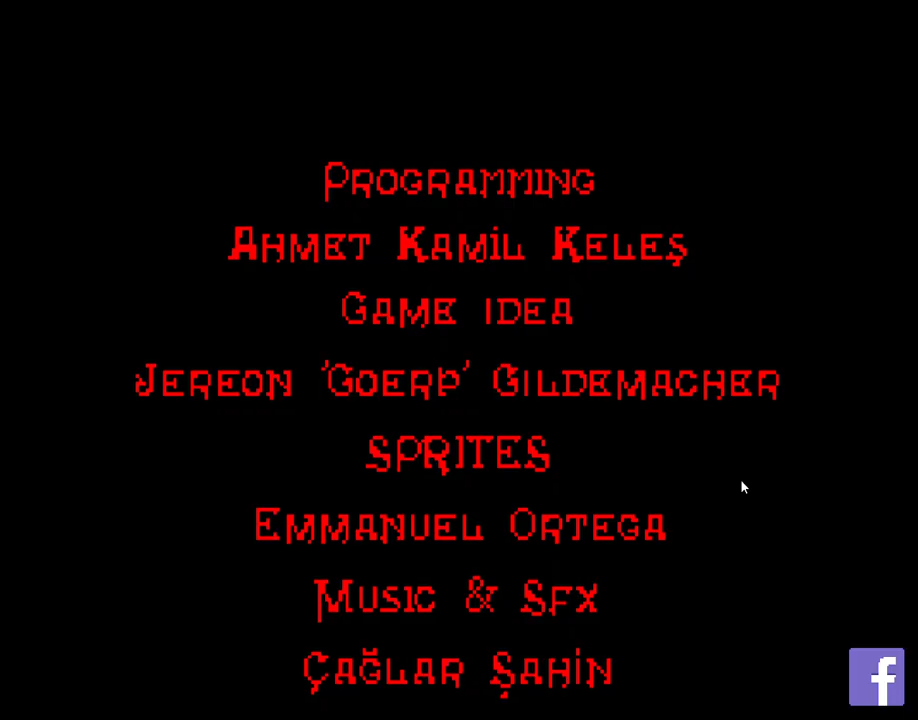 Programming
Ahmet Kamil Keleş
Game idea
Jereon 'Goerp' Gildemacher
SPRITES
Emmanuel Ortega
Music & Sfx
Çağlar Şahin
f